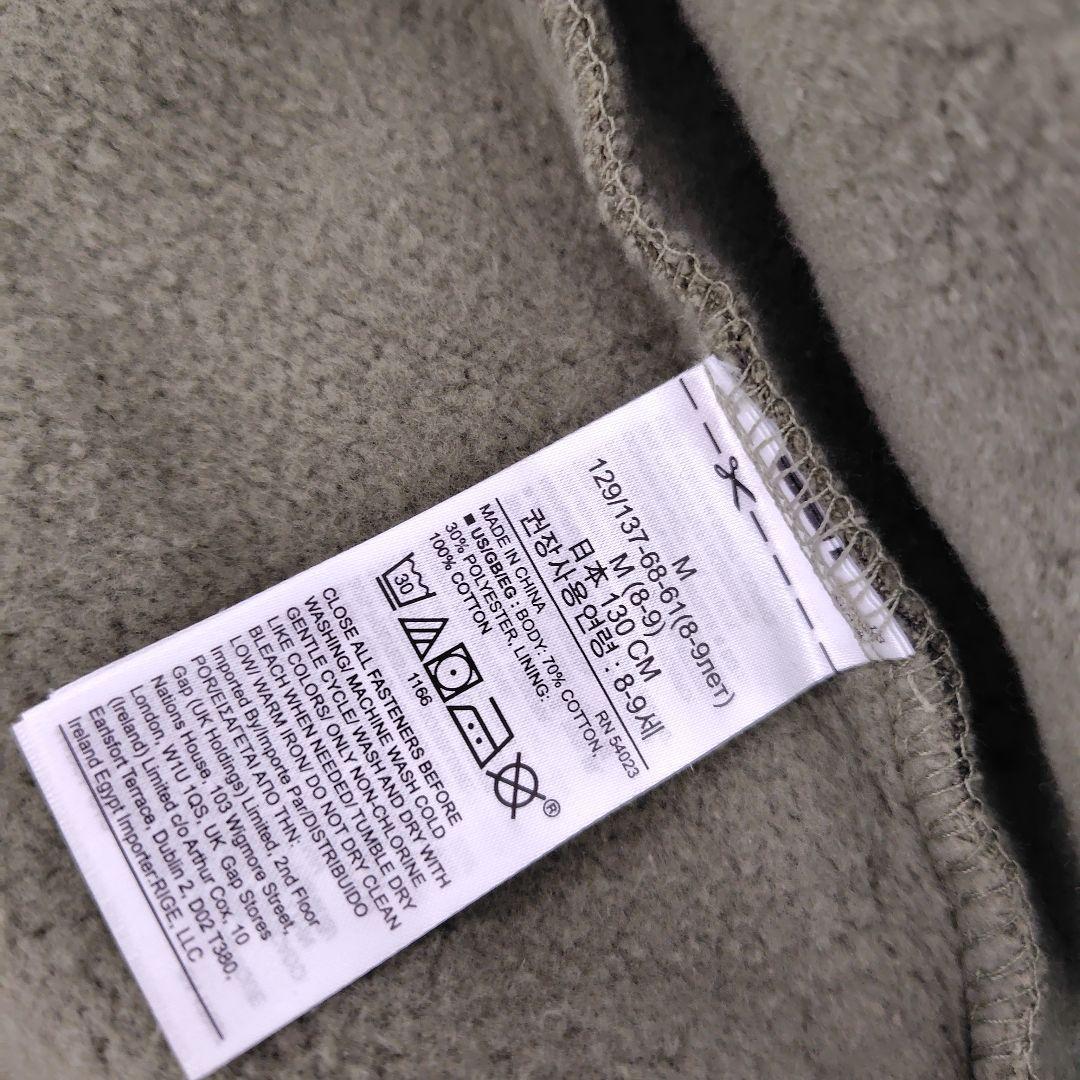 M
129/137-68-61(8-9лет)
M (8-9)
日本 130 CM
권장사용연령 : 8-9세
RN 54023
MADE IN CHINA
■ US/GB/EG : BODY: 70% COTTON,
30% POLYESTER, LINING:
100% COTTON
30
®
1166
CLOSE ALL FASTENERS BEFORE
WASHING/ MACHINE WASH COLD
GENTLE CYCLE/ WASH AND DRY WITH
LIKE COLORS/ ONLY NON-CHLORINE
BLEACH WHEN NEEDED/ TUMBLE DRY
LOW/ WARM IRON/ DO NOT DRY CLEAN
Imported By/Importe Par/DISTRIBUIDO
POR/ΕΙΣΑΓΕΤΑΙ ΑΠΟ ΤΗΝ:
Gap (UK Holdings) Limited, 2nd Floor
Nations House, 103 Wigmore Street,
London, W1U 1QS, UK, Gap Stores
(Ireland) Limited c/o Arthur Cox, 10
Earlsfort Terrace, Dublin 2, D02 T380,
Ireland Egypt Importer:RIGE, LLC